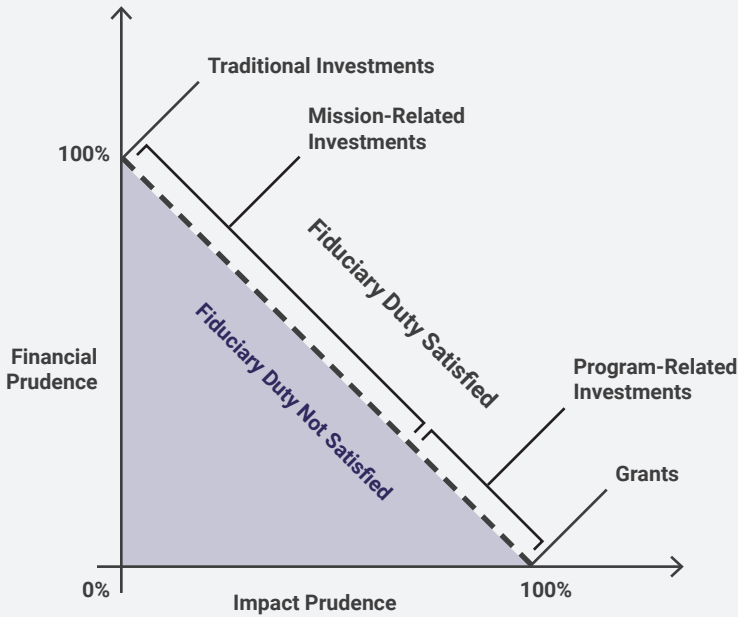 Traditional Investments
Mission-Related
Investments
100%
Fiduciary Duty Satisfied
Fiduciary Duty Not Satisfied
Financial
Prudence
Program-Related
Investments
Grants
0%
100%
Impact Prudence